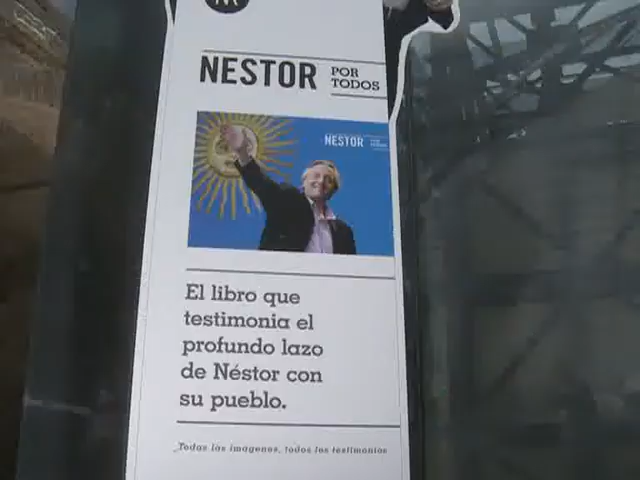 NESTOR POR TODOS
NESTOR
El libro que
testimonia el
profundo lazo
de Néstor con
su pueblo.
Todas las imagenes, todos los testimonios